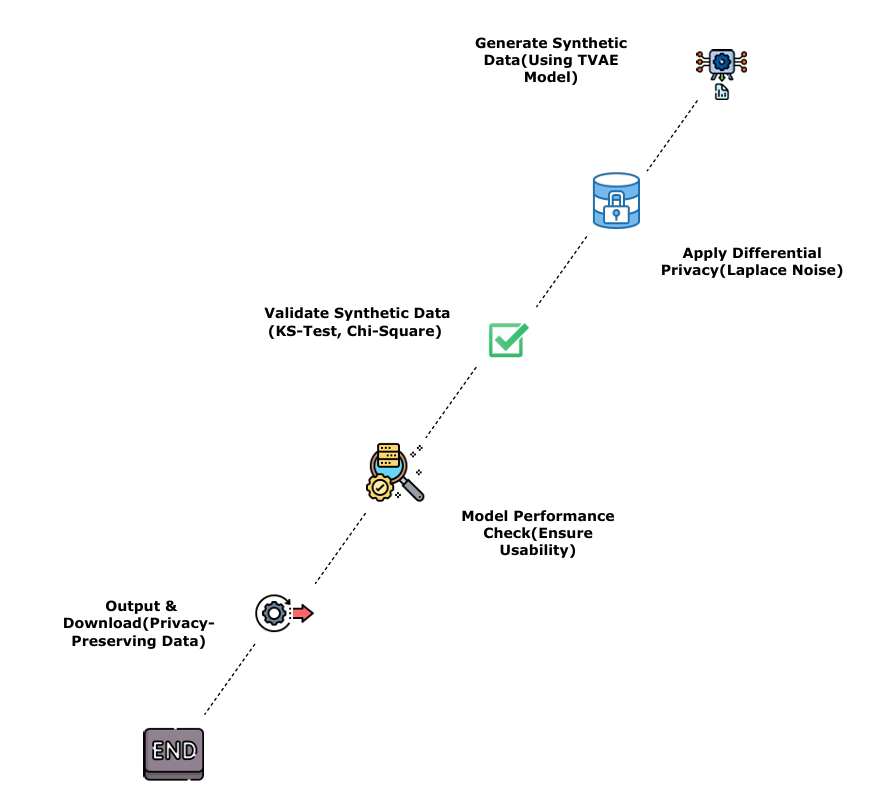 Generate Synthetic
Data(Using TVAE
Model)
Apply Differential
Privacy(Laplace Noise)
Validate Synthetic Data
(KS-Test, Chi-Square)
Model Performance
Check(Ensure
Usability)
Output &
Download(Privacy-
Preserving Data)
END